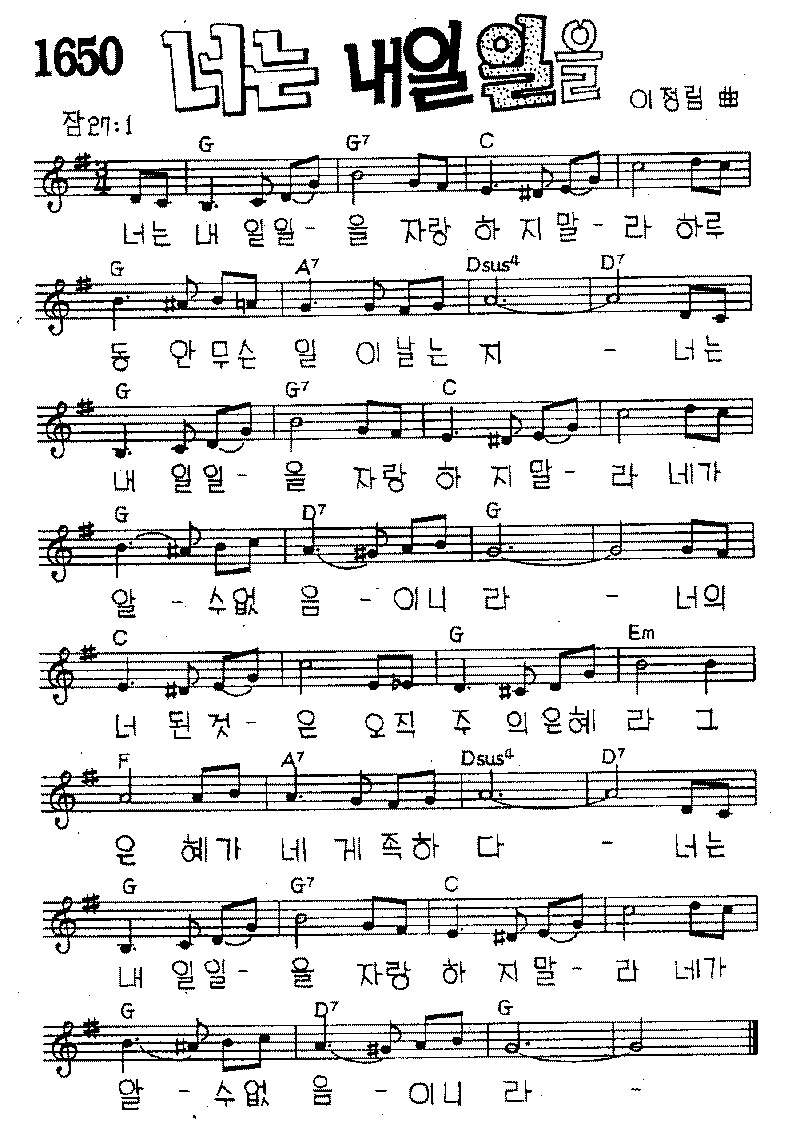 1650 너는 내일 일을
이정림 曲
잠 27:1
G G7 C
너는 내 일일 - 을 자랑 하 지말 - 라 하루
G A7 Dsus4 D7
동 안무슨 일 이날는 지 - 너는
G G7 C
내 일일 - 을 자랑 하 지말 - 라 네가
G D7 G
알 - 수없 음 - 이니 라 - 너의
C G Em
너 된것 - 은 오직 주 의은혜 라 그
F A7 Dsus4 D7
은 혜가 네 게족하 다 - 너는
G G7 C
내 일일 - 을 자랑 하 지말 - 라 네가
G D7 G
알 - 수없 음 - 이니 라 -